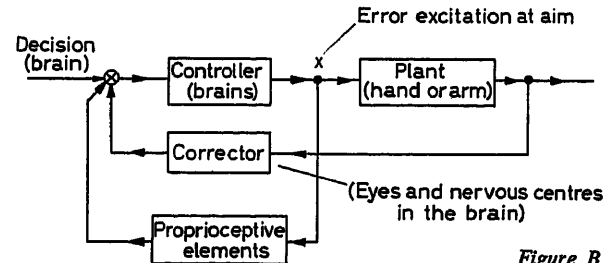 Error excitation at aim
x
Decision
(brain)
Controller
(brains)
Plant
(hand or arm)
Corrector
(Eyes and nervous centres
in the brain)
Proprioceptive
elements
Figure B